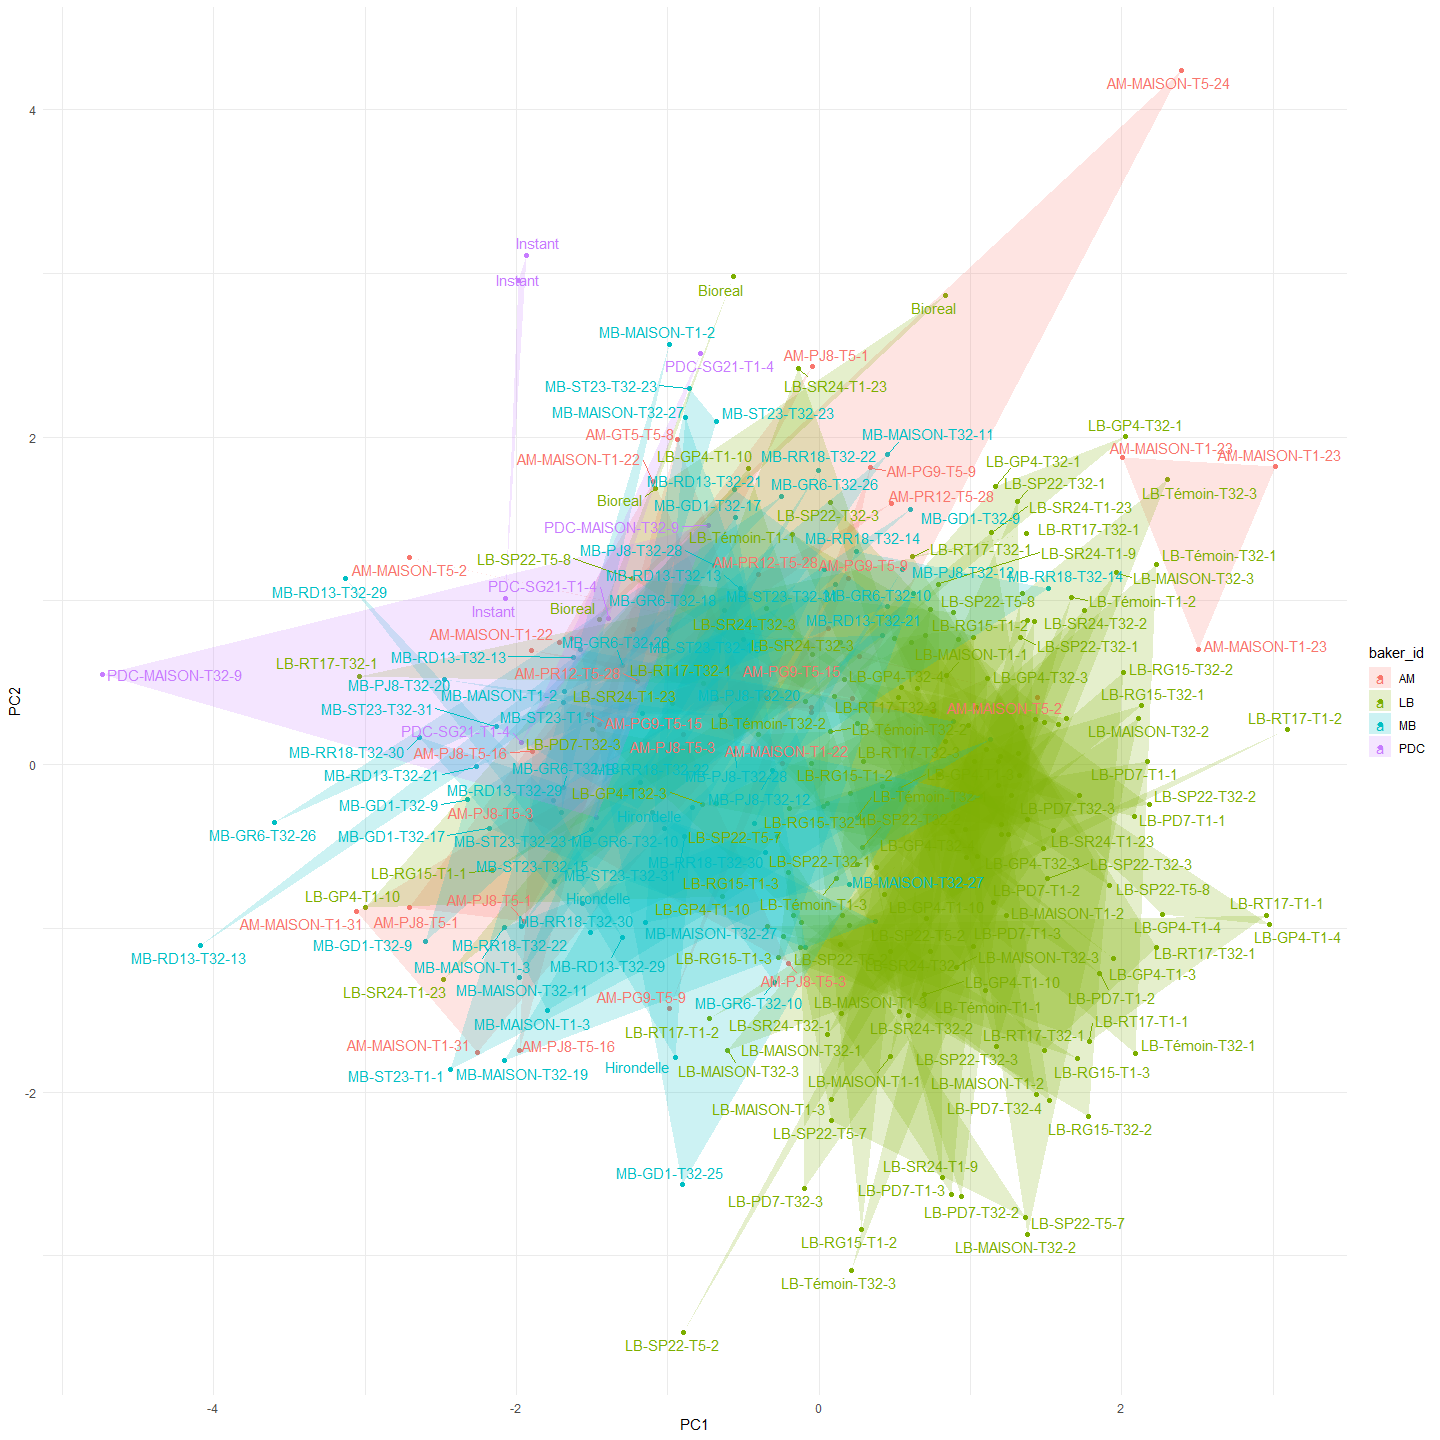 AM-MAISON-T5-24
4
Instant
Instant
Bioreal
Bioreal
MB-MAISON-T1-2
AM-PJ8-T5-1
PDC-SG21-T1-4
MB-ST23-T32-23
LB-SR24-T1-23
MB-MAISON-T32-27
MB-ST23-T32-23
LB-GP4-T32-1
2
AM-GT5-T5-8
MB-MAISON-T32-11
AM-MAISON-T1-23
AM-MAISON-T1-23
AM-MAISON-T1-22
LB-GP4-T1-10
MB-RR18-T32-22
LB-GP4-T32-1
AM-PG9-T5-9
MB-RD13-T32-21
MB-GR6-T32-26
LB-SP22-T32-1
LB-Témoin-T32-3
Bioreal
MB-GD1-T32-17
AM-PR12-T5-28
LB-SR24-T1-23
LB-SP22-T32-3
MB-GD1-T32-9
PDC-MAISON-T32-9
LB-Témoin-T1-1
MB-RR18-T32-14
LB-RT17-T32-1
LB-RT17-T32-1
MB-PJ8-T32-28
LB-SR24-T1-9
LB-Témoin-T32-1
LB-SP22-T5-8
AM-PR12-T5-28
AM-PG9-T5-9
AM-MAISON-T5-2
MB-RD13-T32-13
MB-PJ8-T32-12
MB-RR18-T32-14
LB-MAISON-T32-3
MB-RD13-T32-29
PDC-SG21-T1-4
MB-GR6-T32-18
MB-GR6-T32-10
LB-SP22-T5-8
LB-Témoin-T1-2
Instant
Bioreal
LB-SR24-T32-3
MB-RD13-T32-21
LB-RG15-T1-2
LB-SR24-T32-2
AM-MAISON-T1-22
MB-GR6-T32-26
LB-SR24-T32-3
LB-MAISON-T1-1
LB-SP22-T32-1
AM-MAISON-T1-23
baker_id
MB-RD13-T32-13
LB-RT17-T32-1
AM-PR12-T5-28
LB-RT17-T32-1
AM-PG9-T5-15
LB-GP4-T32-4
LB-GP4-T32-3
LB-RG15-T32-2
AM
PDC-MAISON-T32-9
MB-PJ8-T32-20
MB-MAISON-T1-2
LB-SR24-T1-23
MB-PJ8-T32-20
LB-RG15-T32-1
LB
PC2
MB-ST23-T32-31
MB-ST23-T1-1
AM-PG9-T5-15
LB-RT17-T32-3
AM-MAISON-T5-2
LB-RT17-T1-2
MB
PDC-SG21-T1-4
LB-Témoin-T32-2
LB-Témoin-T32-2
LB-MAISON-T32-2
PDC
MB-RR18-T32-30
AM-PJ8-T5-16
LB-PD7-T32-3
AM-PJ8-T5-3
AM-MAISON-T1-22
0
MB-RD13-T32-21
MB-PJ8-T32-28
LB-RG15-T1-2
LB-PD7-T1-1
MB-RD13-T32-29
LB-GP4-T32-3
MB-PJ8-T32-12
LB-SP22-T32-2
MB-GD1-T32-9
AM-PJ8-T5-3
Hirondelle
LB-PD7-T32-3
LB-PD7-T1-1
MB-GR6-T32-26
MB-GD1-T32-17
MB-ST23-T32-23
MB-GR6-T32-10
LB-SP22-T5-7
LB-SR24-T1-23
LB-RG15-T1-1
MB-ST23-T32-15
MB-RR18-T32-30
LB-SP22-T32-1
LB-GP4-T32-3
LB-SP22-T32-3
MB-ST23-T32-31
LB-RG15-T1-3
MB-MAISON-T32-27
LB-PD7-T1-2
LB-SP22-T5-8
LB-GP4-T1-10
AM-PJ8-T5-1
Hirondelle
LB-GP4-T1-10
LB-Témoin-T1-3
LB-GP4-T1-10
LB-MAISON-T1-2
LB-RT17-T1-1
AM-MAISON-T1-31
AM-PJ8-T5-1
MB-RR18-T32-30
LB-GP4-T1-4
LB-GP4-T1-4
MB-GD1-T32-9
MB-RR18-T32-22
MB-MAISON-T32-27
LB-SP22-T5-2
LB-PD7-T1-3
LB-RT17-T32-1
MB-RD13-T32-13
MB-MAISON-T1-3
MB-RD13-T32-29
LB-RG15-T1-3
LB-MAISON-T32-3
LB-GP4-T1-3
LB-SR24-T1-23
MB-MAISON-T32-11
AM-PG9-T5-9
MB-GR6-T32-10
AM-PJ8-T5-3
LB-MAISON-T1-3
LB-GP4-T1-10
LB-Témoin-T1-1
LB-PD7-T1-2
MB-MAISON-T1-3
LB-RT17-T1-2
LB-SR24-T32-1
LB-SR24-T32-2
LB-RT17-T32-1
LB-RT17-T1-1
AM-MAISON-T1-31
AM-PJ8-T5-16
LB-MAISON-T32-1
LB-SP22-T32-3
LB-Témoin-T32-1
MB-ST23-T1-1
MB-MAISON-T32-19
Hirondelle
LB-MAISON-T32-3
LB-MAISON-T1-1
LB-MAISON-T1-2
LB-RG15-T1-3
-2
LB-MAISON-T1-3
LB-PD7-T32-4
LB-SP22-T5-7
LB-RG15-T32-2
MB-GD1-T32-25
LB-SR24-T1-9
LB-PD7-T32-3
LB-PD7-T1-3
LB-PD7-T32-2
LB-SP22-T5-7
LB-RG15-T1-2
LB-MAISON-T32-2
LB-Témoin-T32-3
LB-SP22-T5-2
-4
-2
0
2
PC1